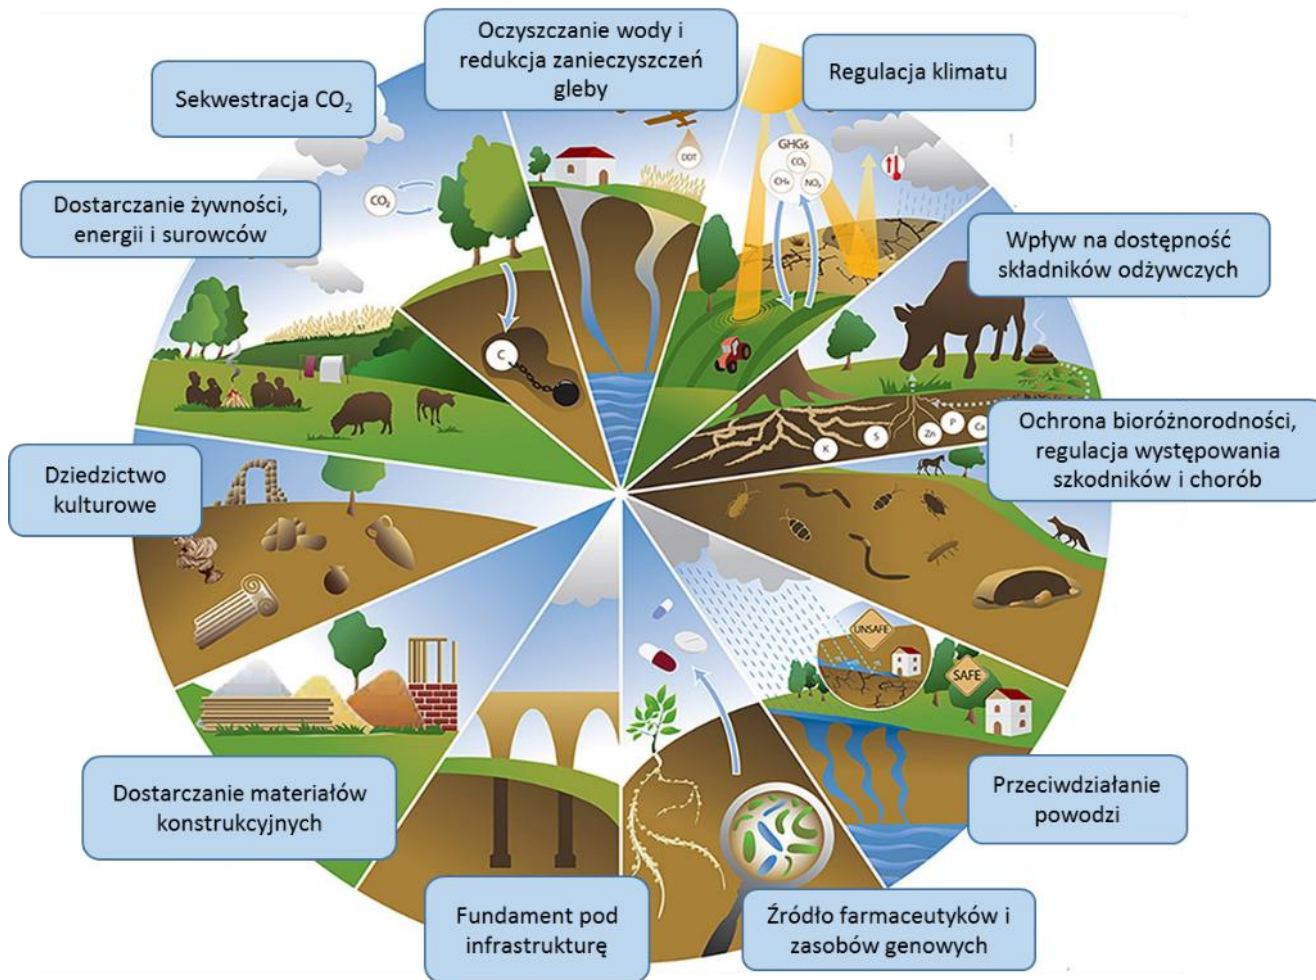 Oczyszczanie wody i
redukcja zanieczyszczeń
gleby
Regulacja klimatu
Sekwestracja CO₂
Dostarczanie żywności,
energii i surowców
Wpływ na dostępność
składników odżywczych
Ochrona bioróżnorodności,
regulacja występowania
szkodników i chorób
Dziedzictwo
kulturowe
Dostarczanie materiałów
konstrukcyjnych
Przeciwdziałanie
powodzi
Fundament pod
infrastrukturę
Źródło farmaceutyków i
zasobów genowych
DDT
GHGs
CO₂
CH₄
NO₂
CO₂
C
K
S
Zn
P
Ca
UNSAFE
SAFE